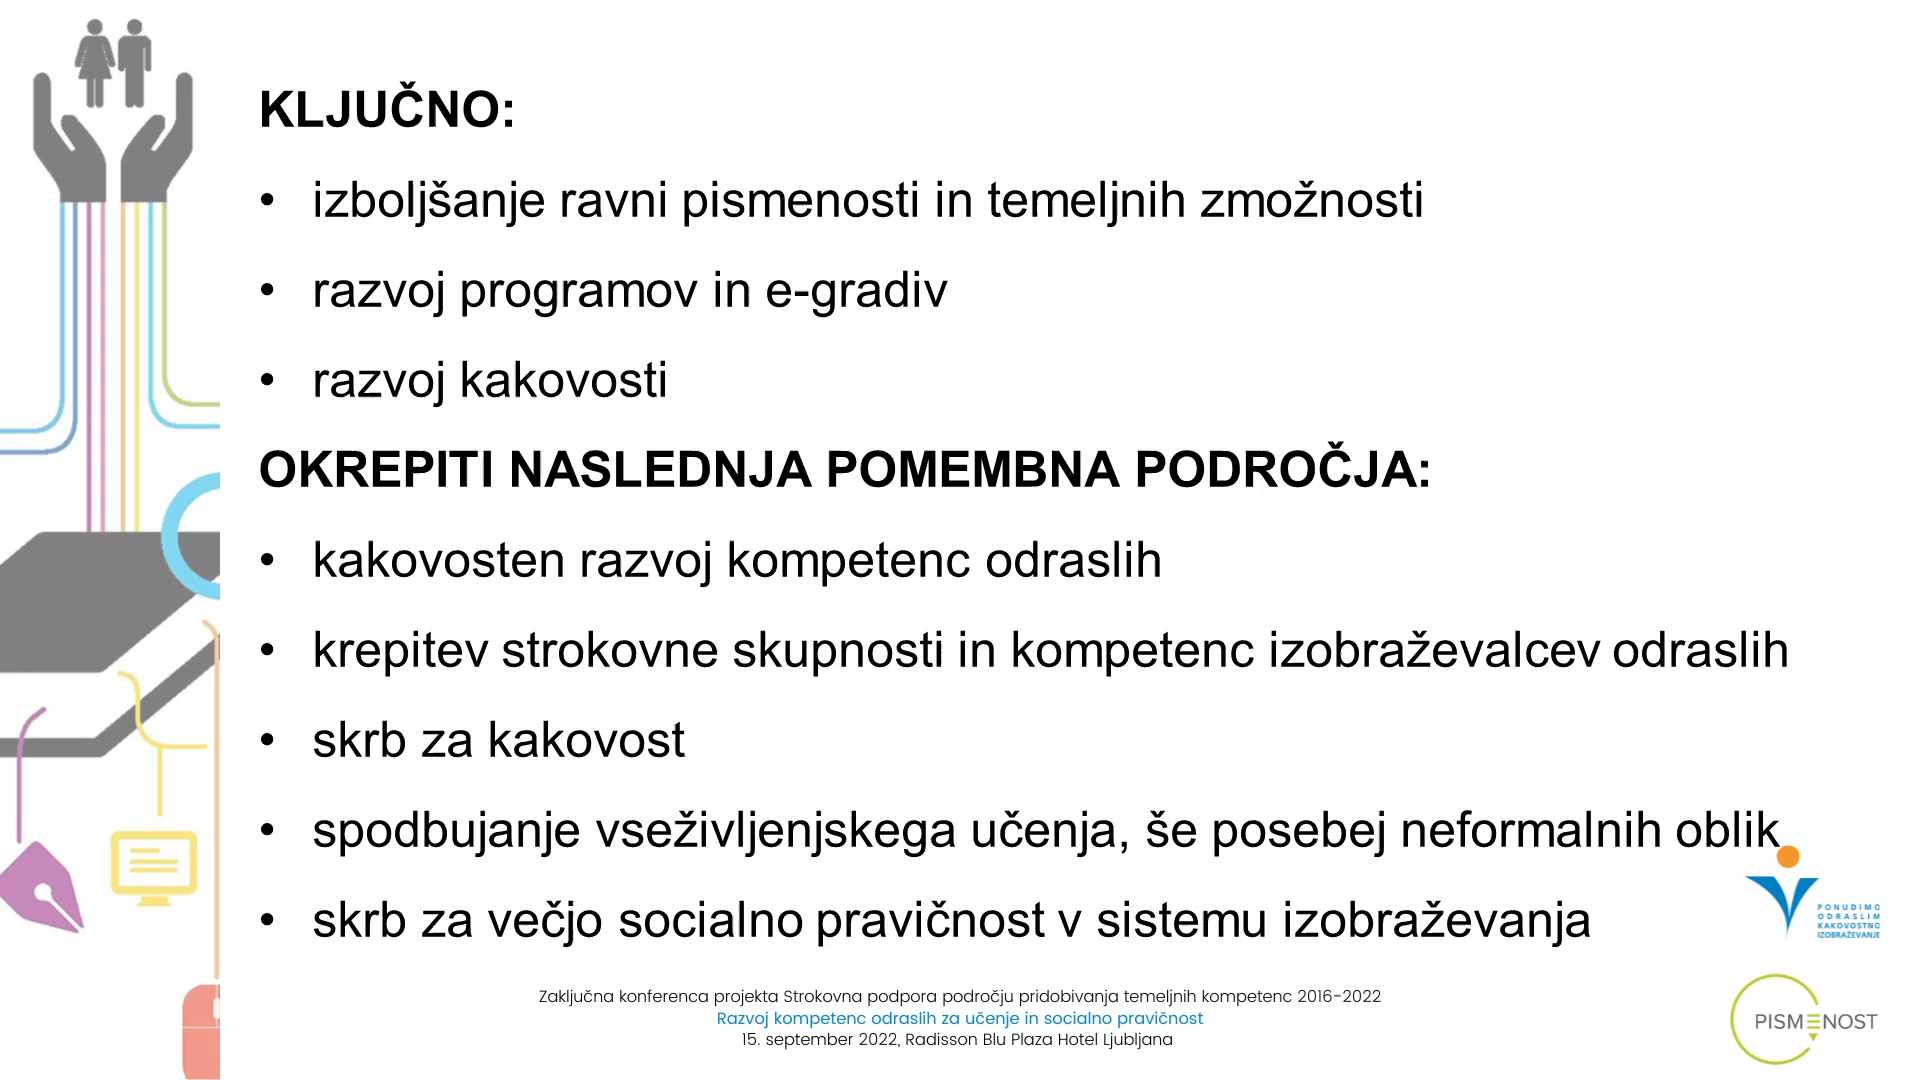 KLJUČNO:
• izboljšanje ravni pismenosti in temeljnih zmožnosti
• razvoj programov in e-gradiv
• razvoj kakovosti
OKREPITI NASLEDNJA POMEMBNA PODROČJA:
• kakovosten razvoj kompetenc odraslih
• krepitev strokovne skupnosti in kompetenc izobraževalcev odraslih
• skrb za kakovost
• spodbujanje vseživljenjskega učenja, še posebej neformalnih oblik
• skrb za večjo socialno pravičnost v sistemu izobraževanja
PONUDIMO
ODRASLIM
KAKOVOSTNO
IZOBRAŽEVANJE
Zaključna konferenca projekta Strokovna podpora področju pridobivanja temeljnih kompetenc 2016-2022
Razvoj kompetenc odraslih za učenje in socialno pravičnost
15. september 2022, Radisson Blu Plaza Hotel Ljubljana
PISMENOST